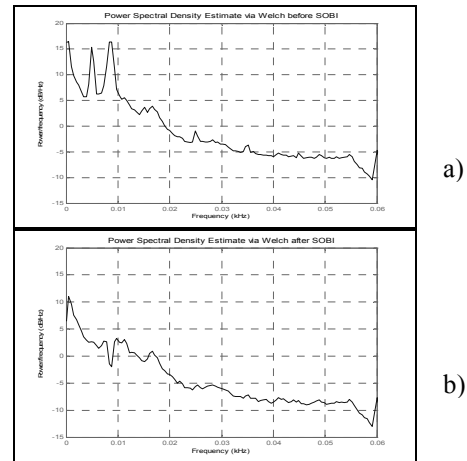 Power Spectral Density Estimate via Welch before SOBI
20
15
10
5
0
-5
-10
-15
Power/frequency (dB/Hz)
0 0.01 0.02 0.03 0.04 0.05 0.06
Frequency (kHz)
a)
Power Spectral Density Estimate via Welch after SOBI
20
15
10
5
0
-5
-10
-15
Power/frequency (dB/Hz)
0 0.01 0.02 0.03 0.04 0.05 0.06
Frequency (kHz)
b)